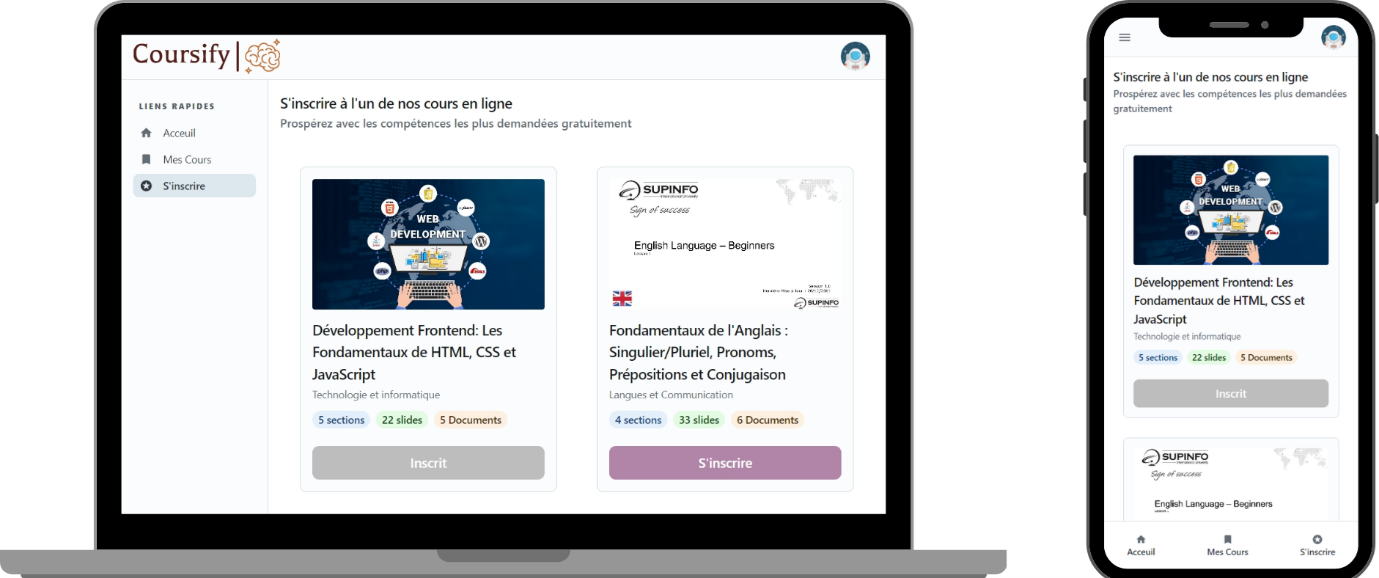 Coursify
LIENS RAPIDES
Acceuil
Mes Cours
S'inscrire
S'inscrire à l'un de nos cours en ligne
Prospérez avec les compétences les plus demandées gratuitement
WEB
DEVELOPMENT
Développement Frontend: Les
Fondamentaux de HTML, CSS et
JavaScript
Technologie et informatique
5 sections 22 slides 5 Documents
Inscrit
SUPINFO
Sign of success
English Language – Beginners
SUPINFO
Fondamentaux de l'Anglais :
Singulier/Pluriel, Pronoms,
Prépositions et Conjugaison
Langues et Communication
4 sections 33 slides 6 Documents
S'inscrire
S'inscrire à l'un de nos cours en ligne
Prospérez avec les compétences les plus demandées
gratuitement
WEB
DEVELOPMENT
Développement Frontend: Les
Fondamentaux de HTML, CSS et
JavaScript
Technologie et informatique
5 sections 22 slides 5 Documents
Inscrit
SUPINFO
Sign of success
English Language – Beginners
Acceuil Mes Cours S'inscrire